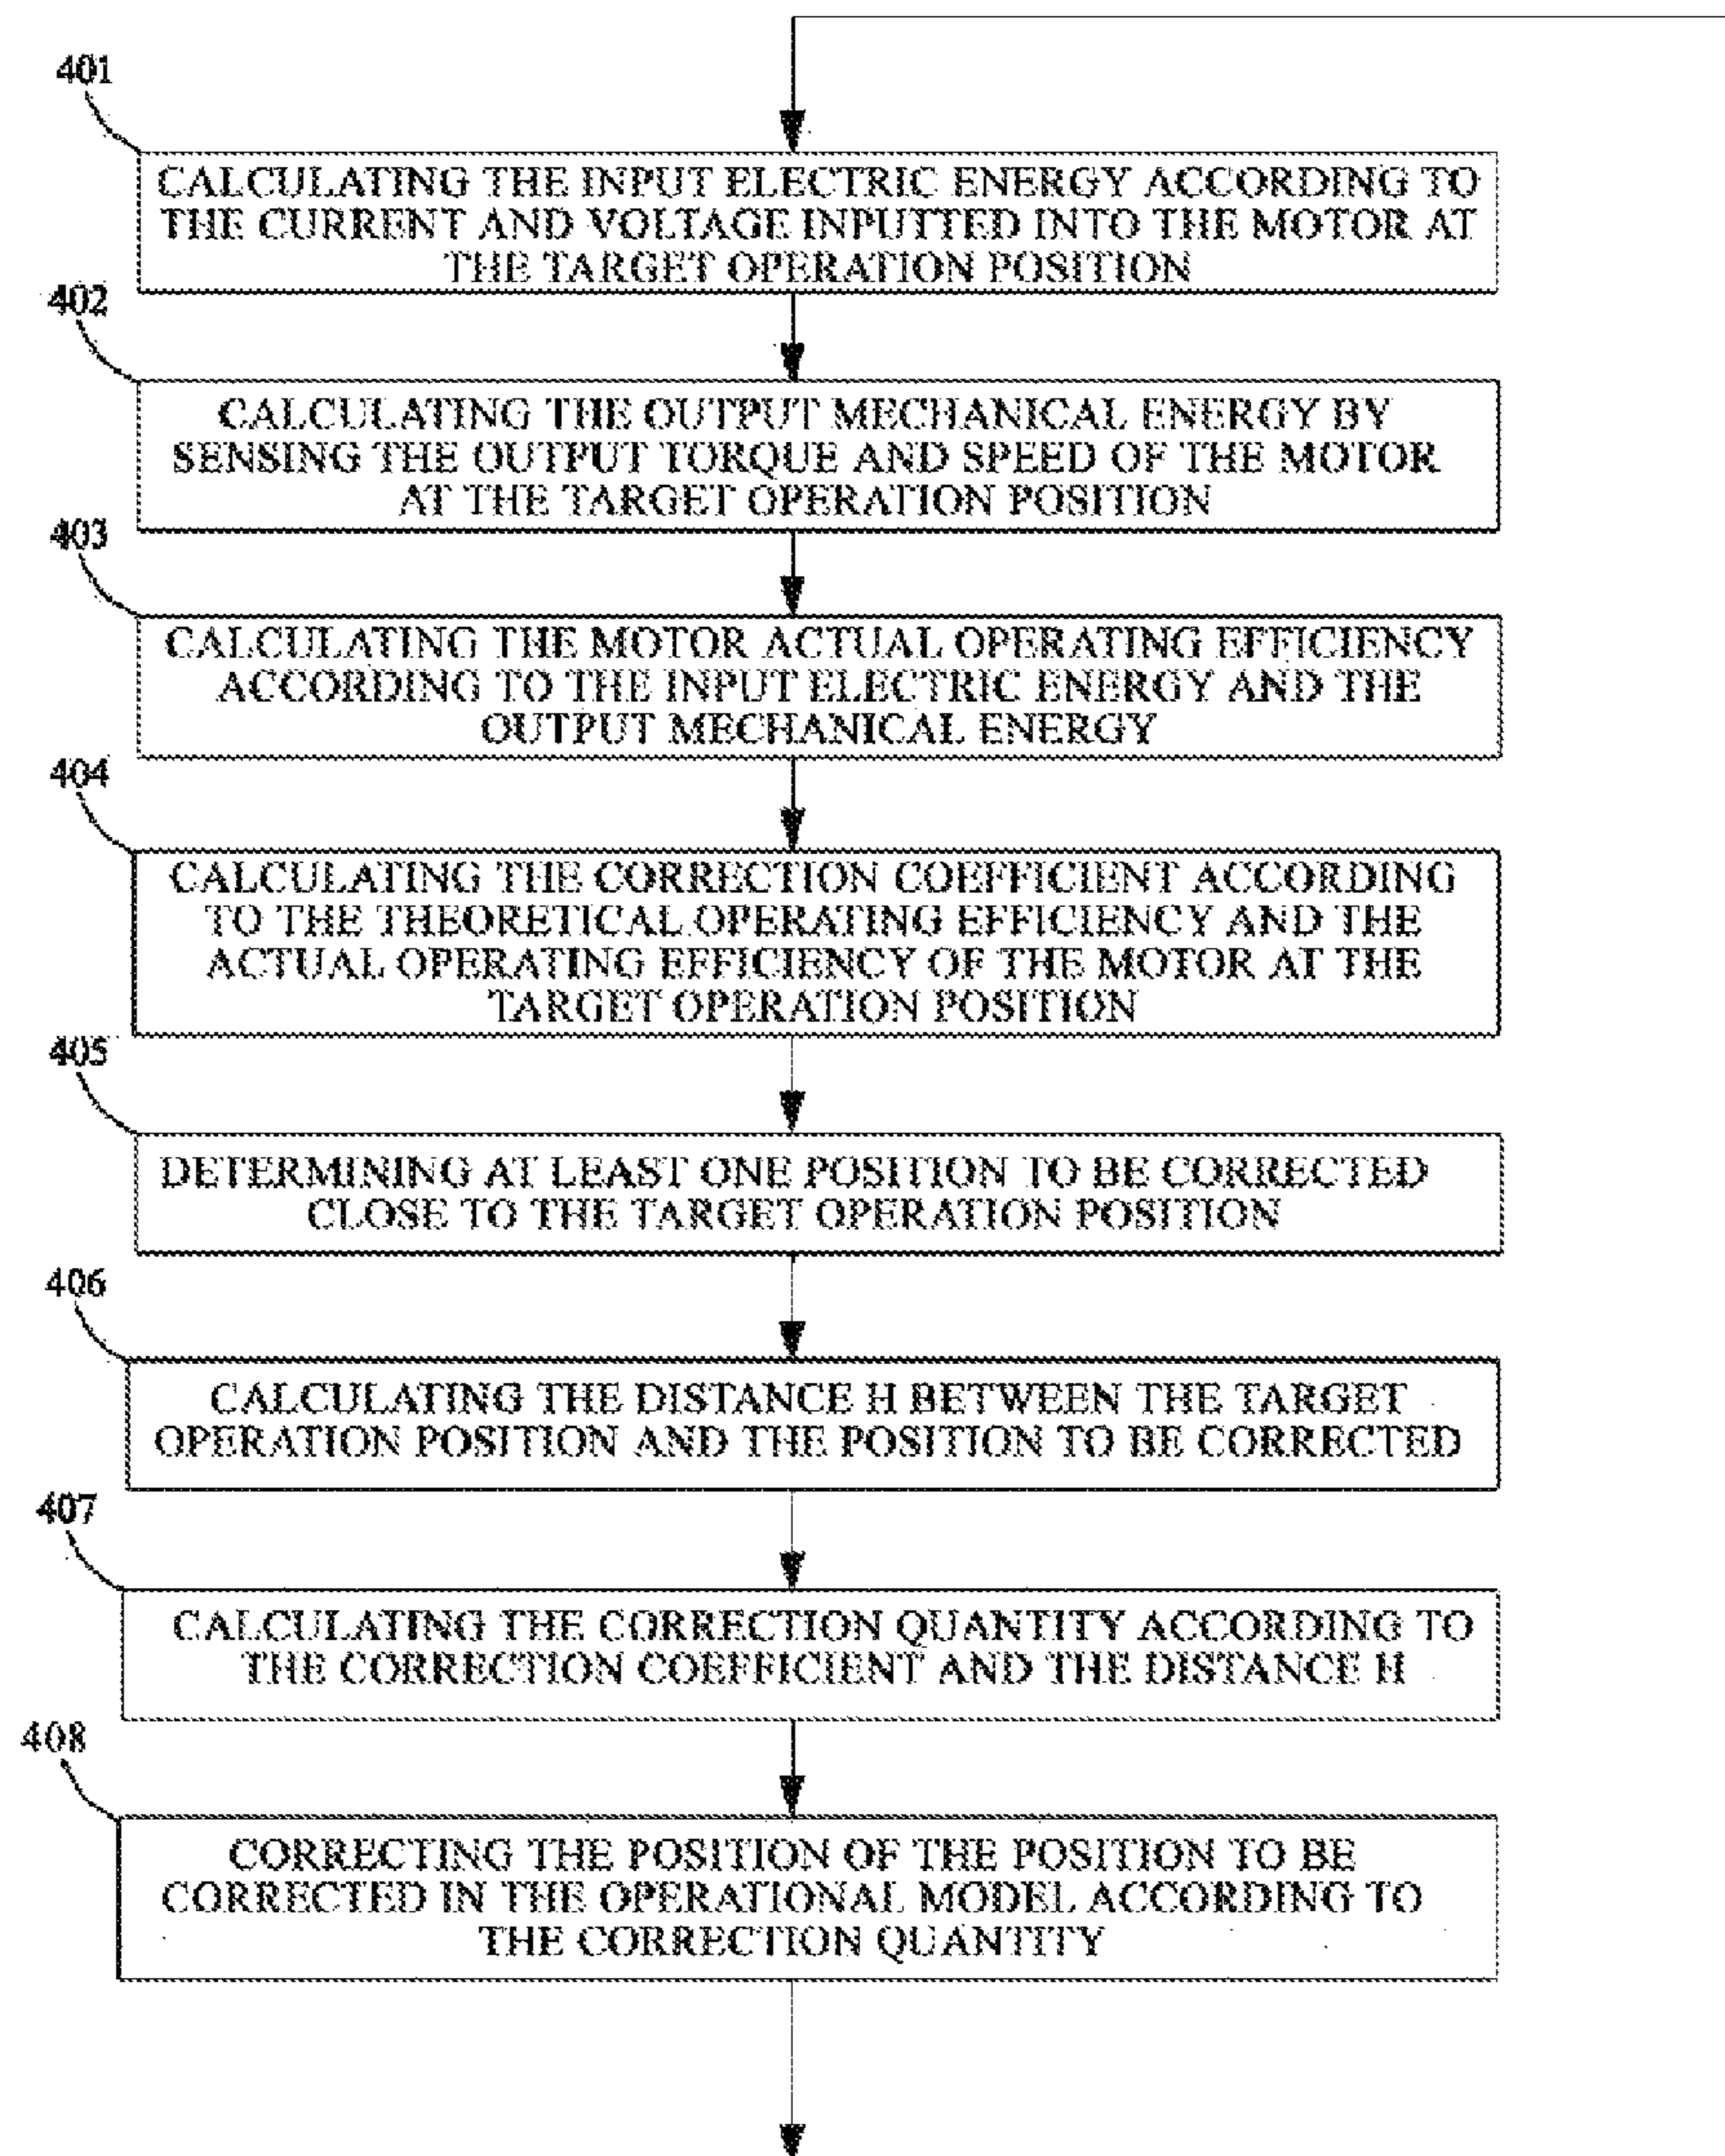 401
CALCULATING THE INPUT ELECTRIC ENERGY ACCORDING TO
THE CURRENT AND VOLTAGE INPUTTED INTO THE MOTOR AT
THE TARGET OPERATION POSITION
402
CALCULATING THE OUTPUT MECHANICAL ENERGY BY
SENSING THE OUTPUT TORQUE AND SPEED OF THE MOTOR
AT THE TARGET OPERATION POSITION
403
CALCULATING THE MOTOR ACTUAL OPERATING EFFICIENCY
ACCORDING TO THE INPUT ELECTRIC ENERGY AND THE
OUTPUT MECHANICAL ENERGY
404
CALCULATING THE CORRECTION COEFFICIENT ACCORDING
TO THE THEORETICAL OPERATING EFFICIENCY AND THE
ACTUAL OPERATING EFFICIENCY OF THE MOTOR AT THE
TARGET OPERATION POSITION
405
DETERMINING AT LEAST ONE POSITION TO BE CORRECTED
CLOSE TO THE TARGET OPERATION POSITION
406
CALCULATING THE DISTANCE H BETWEEN THE TARGET
OPERATION POSITION AND THE POSITION TO BE CORRECTED
407
CALCULATING THE CORRECTION QUANTITY ACCORDING TO
THE CORRECTION COEFFICIENT AND THE DISTANCE H
408
CORRECTING THE POSITION OF THE POSITION TO BE
CORRECTED IN THE OPERATIONAL MODEL ACCORDING TO
THE CORRECTION QUANTITY